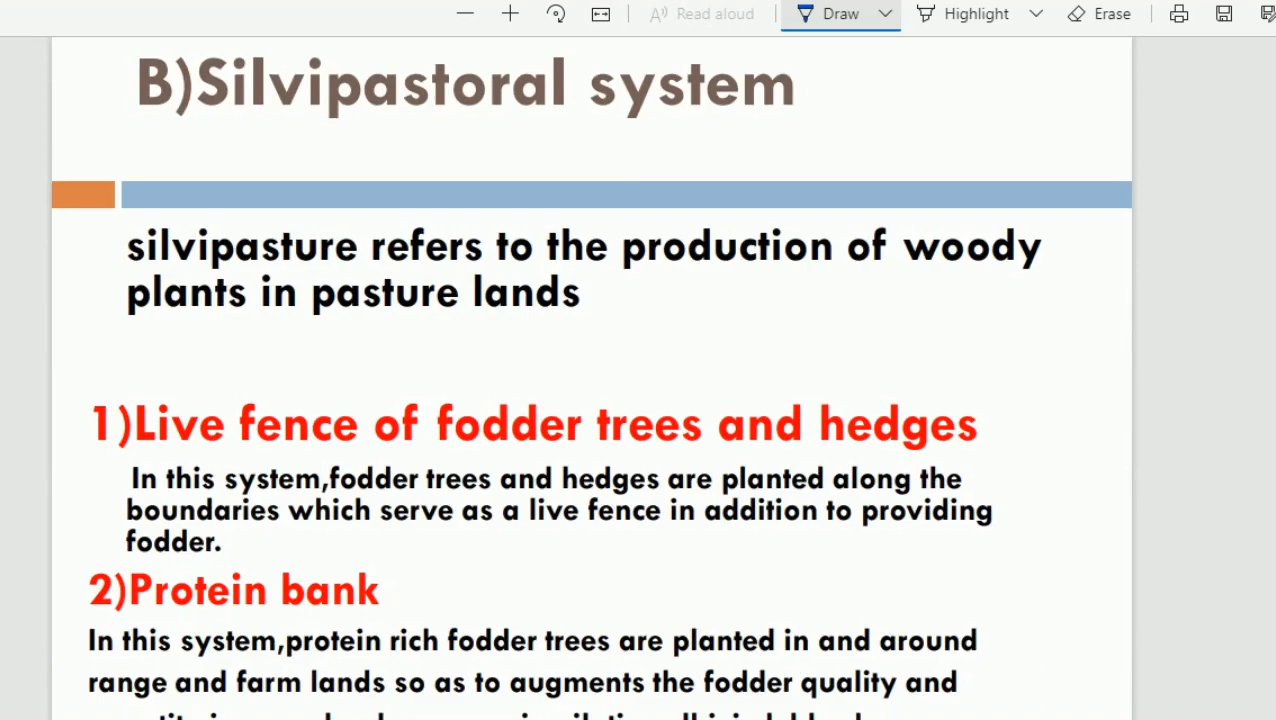 Read aloud
Draw
Highlight
Erase
B)Silvipastoral system
silvipasture refers to the production of woody
plants in pasture lands
1)Live fence of fodder trees and hedges
In this system,fodder trees and hedges are planted along the
boundaries which serve as a live fence in addition to providing
fodder.
2)Protein bank
In this system,protein rich fodder trees are planted in and around
range and farm lands so as to augments the fodder quality and